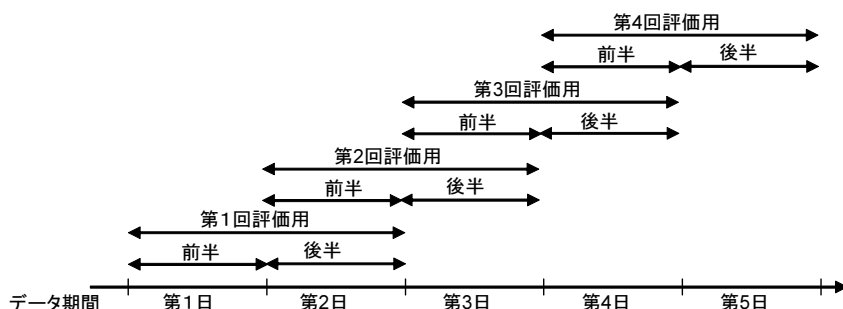 第4回評価用
前半 後半
第3回評価用
前半 後半
第2回評価用
前半 後半
第1回評価用
前半 後半
データ期間 第1日 第2日 第3日 第4日 第5日